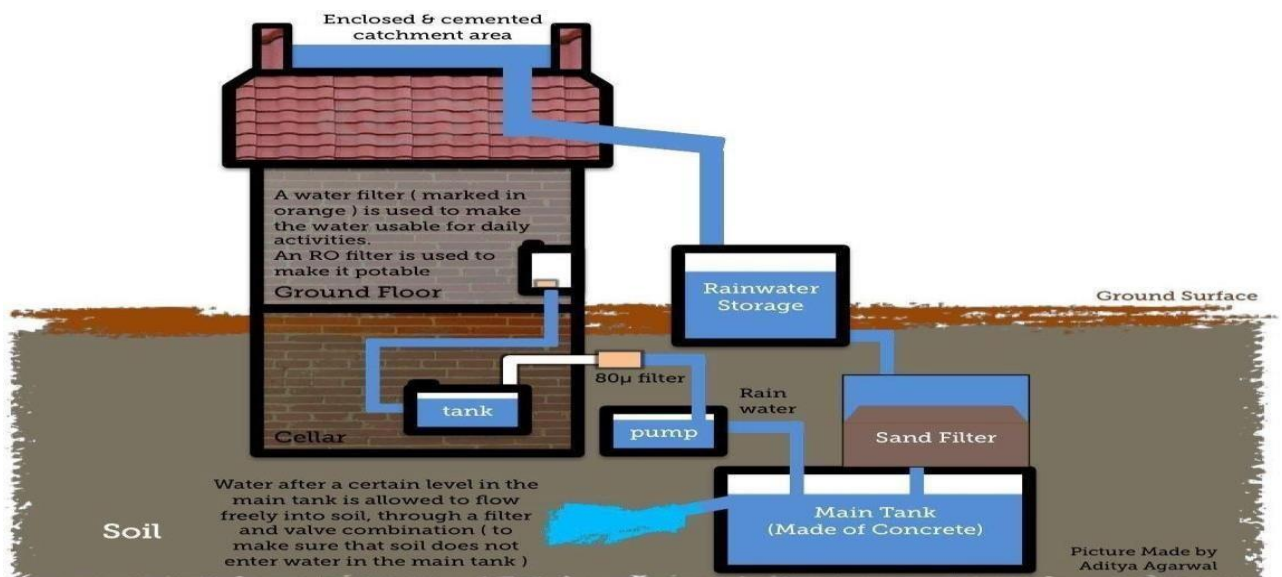 Enclosed & cemented
catchment area
A water filter ( marked in
orange ) is used to make
the water usable for daily
activities.
An RO filter is used to
make it potable
Ground Floor
Rainwater
Storage
Ground Surface
80µ filter
tank
Rain
water
pump
Sand Filter
Cellar
Water after a certain level in the
main tank is allowed to flow
freely into soil, through a filter
and valve combination ( to
make sure that soil does not
enter water in the main tank )
Main Tank
(Made of Concrete)
Soil
Picture Made by
Aditya Agarwal